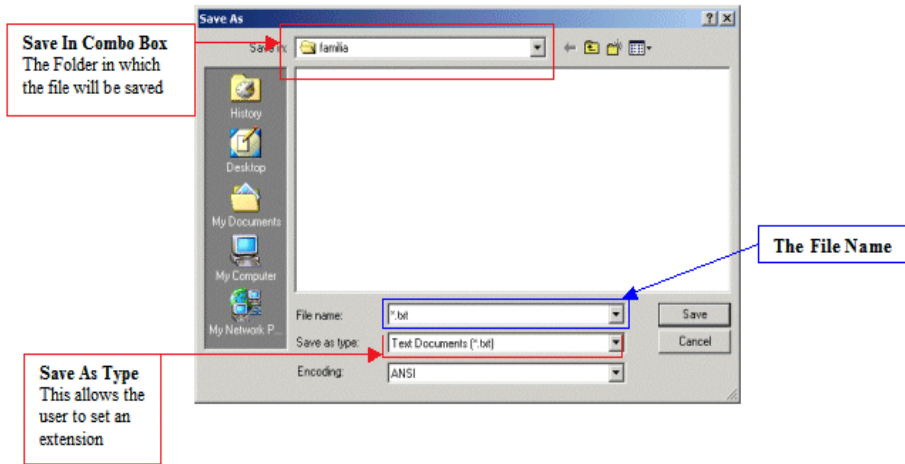 Save As
Save In Combo Box
The Folder in which
the file will be saved
Save in:
familia
History
Desktop
My Documents
My Computer
My Network P...
The File Name
File name:
*.txt
Save
Save as type:
Text Documents (*.txt)
Cancel
Encoding:
ANSI
Save As Type
This allows the
user to set an
extension